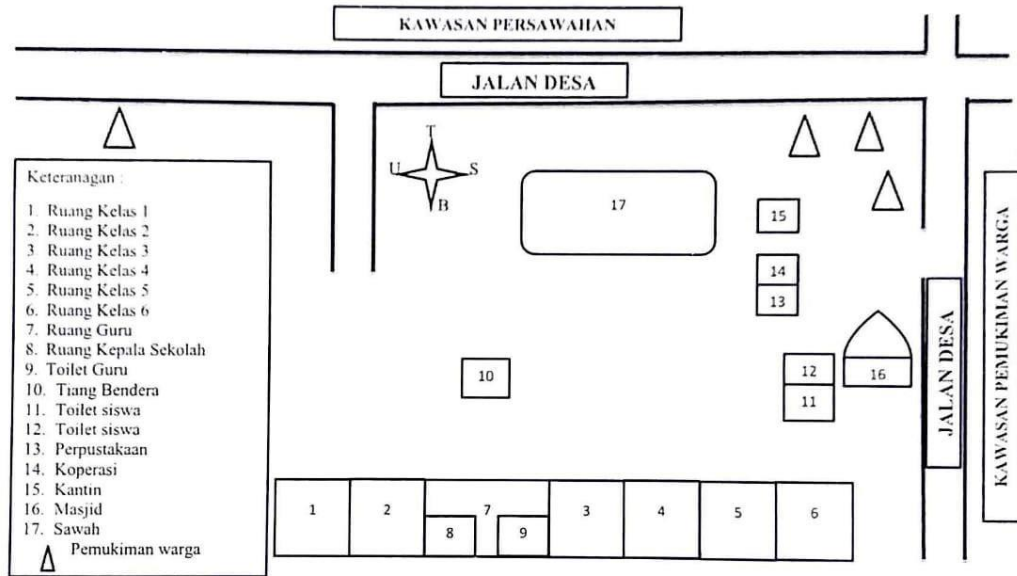 KAWASAN PERSAWAHAN
JALAN DESA
T
U S
B
17
15
14
13
12
11
16
10
JALAN DESA
KAWASAN PEMUKIMAN WARGA
Keteranagan :
1. Ruang Kelas 1
2. Ruang Kelas 2
3 Ruang Kelas 3
4. Ruang Kelas 4
5. Ruang Kelas 5
6. Ruang Kelas 6
7. Ruang Guru
8. Ruang Kepala Sekolah
9. Toilet Guru
10. Tiang Bendera
11. Toilet siswa
12. Toilet siswa
13. Perpustakaan
14. Koperasi
15. Kantin
16. Masjid
17. Sawah
Pemukiman warga
1 2 7 3 4 5 6
8 9